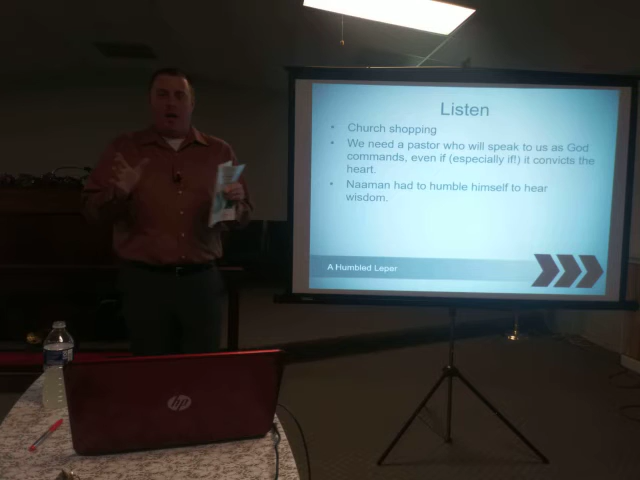 Listen
• Church shopping
• We need a pastor who will speak to us as God
commands, even if (especially if!) it convicts the
heart.
• Naaman had to humble himself to hear
wisdom.
A Humbled Leper
hp